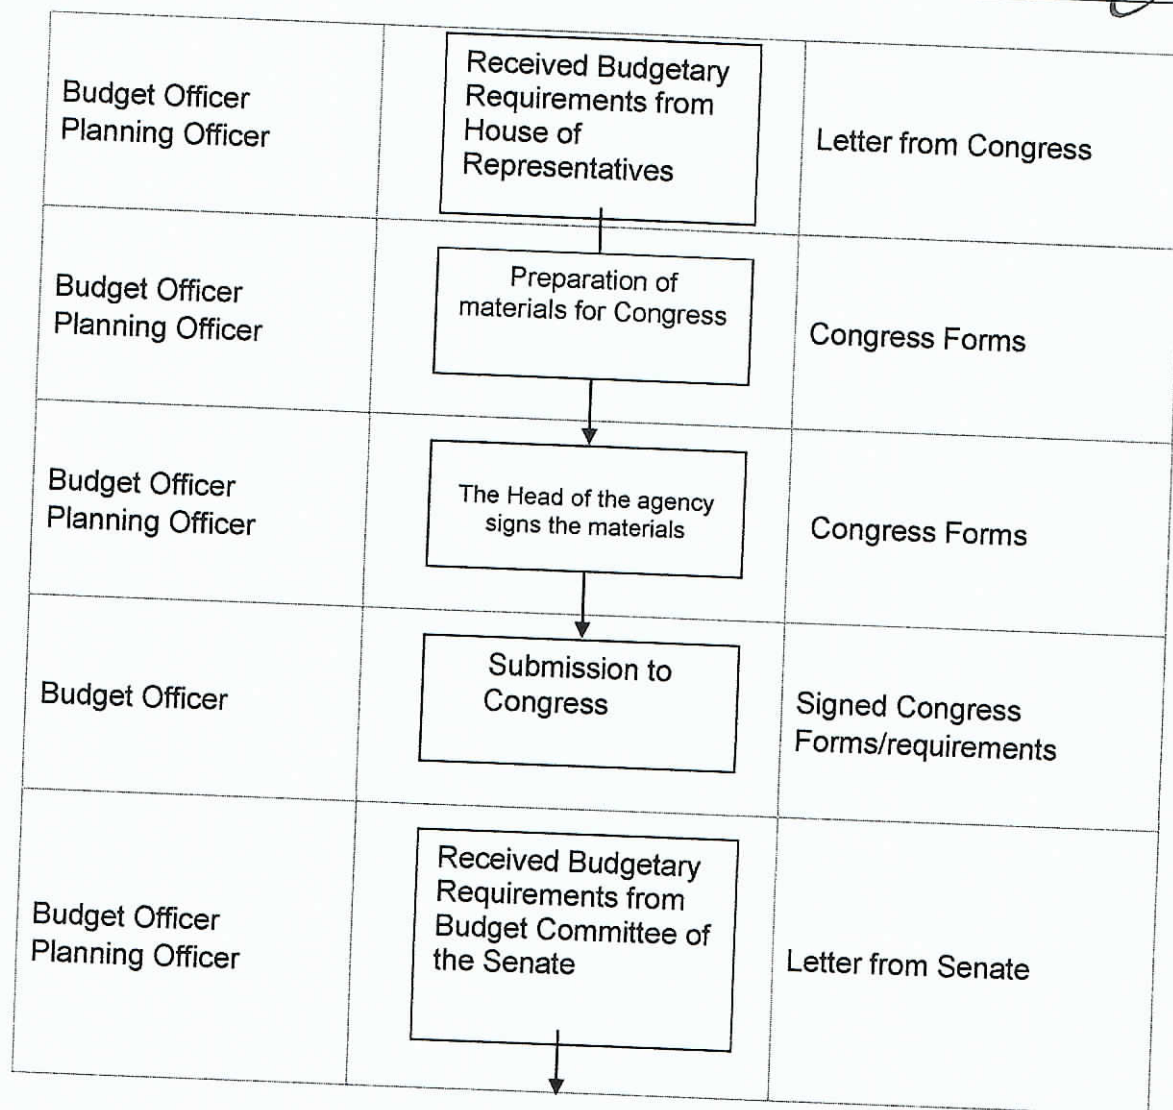 Budget Officer
Planning Officer
Received Budgetary
Requirements from
House of
Representatives
Letter from Congress
Budget Officer
Planning Officer
Preparation of
materials for Congress
Congress Forms
Budget Officer
Planning Officer
The Head of the agency
signs the materials
Congress Forms
Budget Officer
Submission to
Congress
Signed Congress
Forms/requirements
Budget Officer
Planning Officer
Received Budgetary
Requirements from
Budget Committee of
the Senate
Letter from Senate